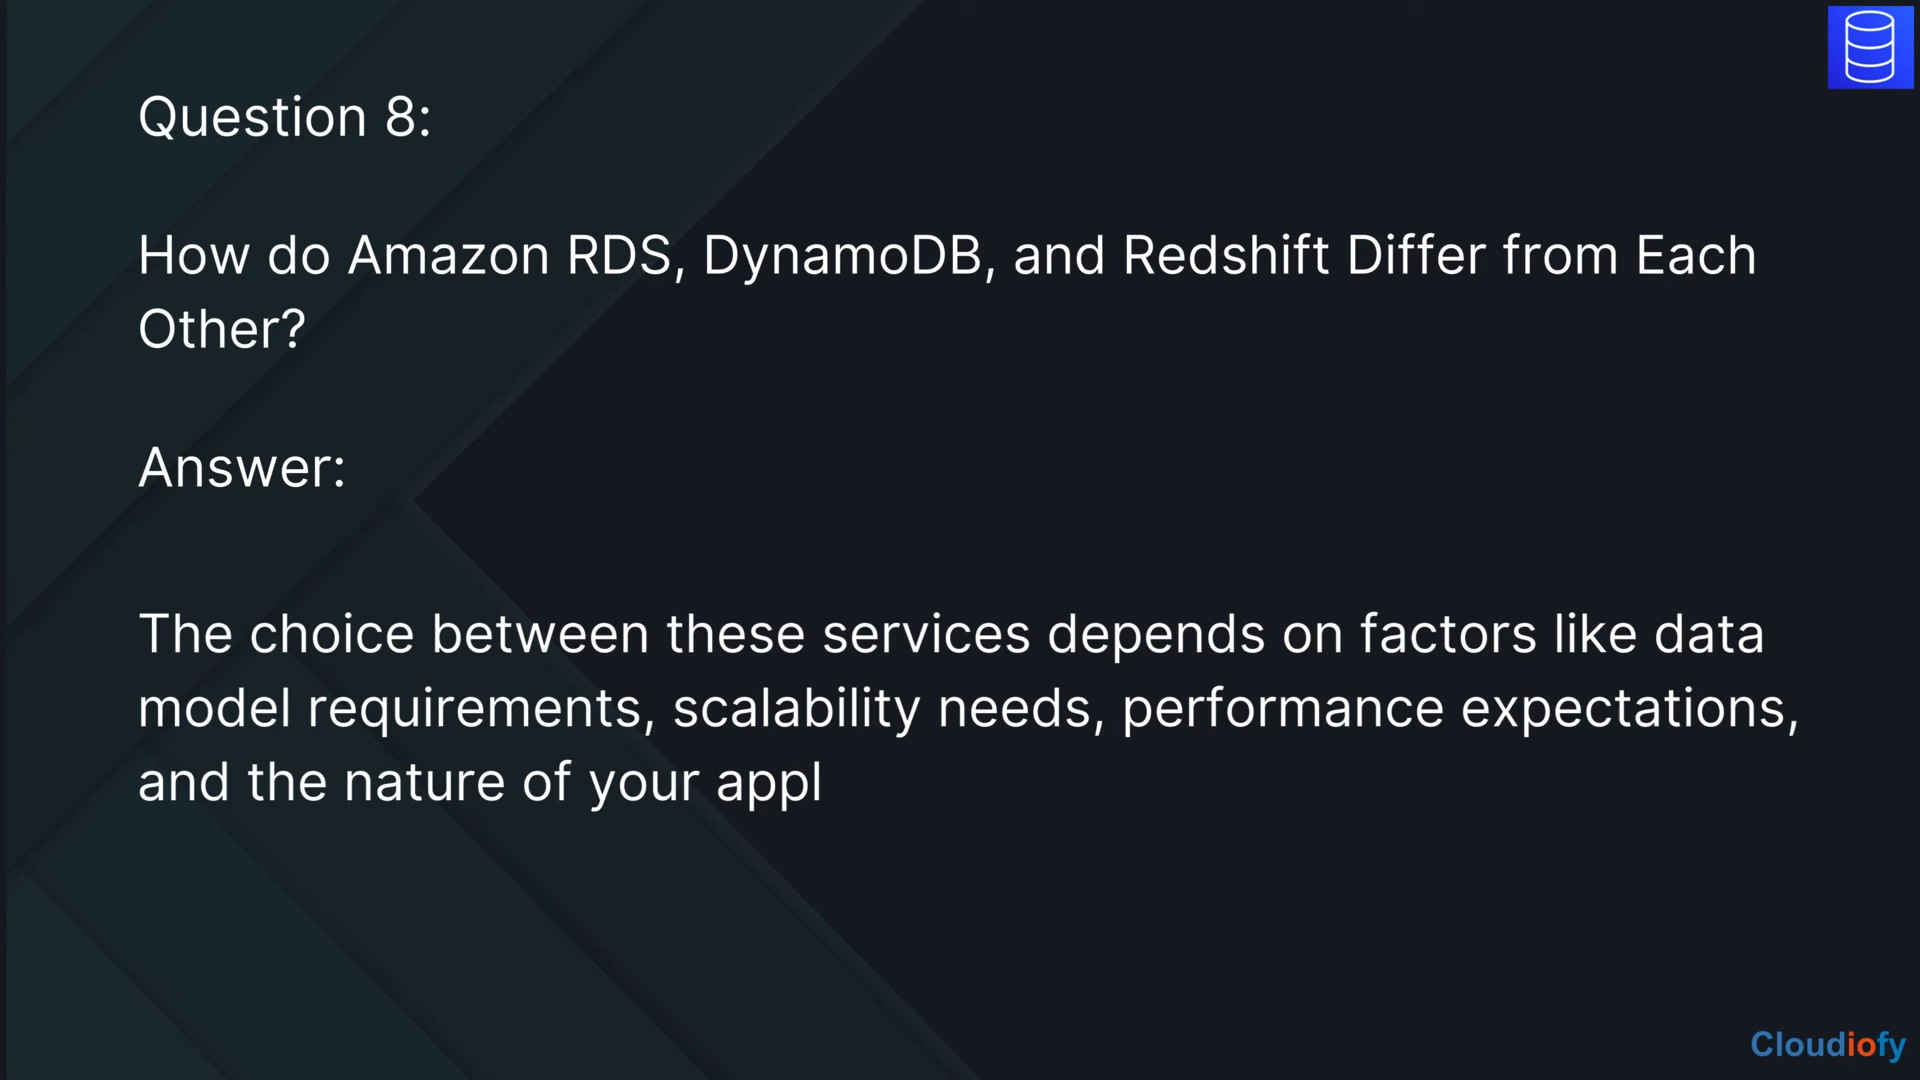 Question 8:
How do Amazon RDS, DynamoDB, and Redshift Differ from Each
Other?
Answer:
The choice between these services depends on factors like data
model requirements, scalability needs, performance expectations,
and the nature of your appl
Cloudiofy